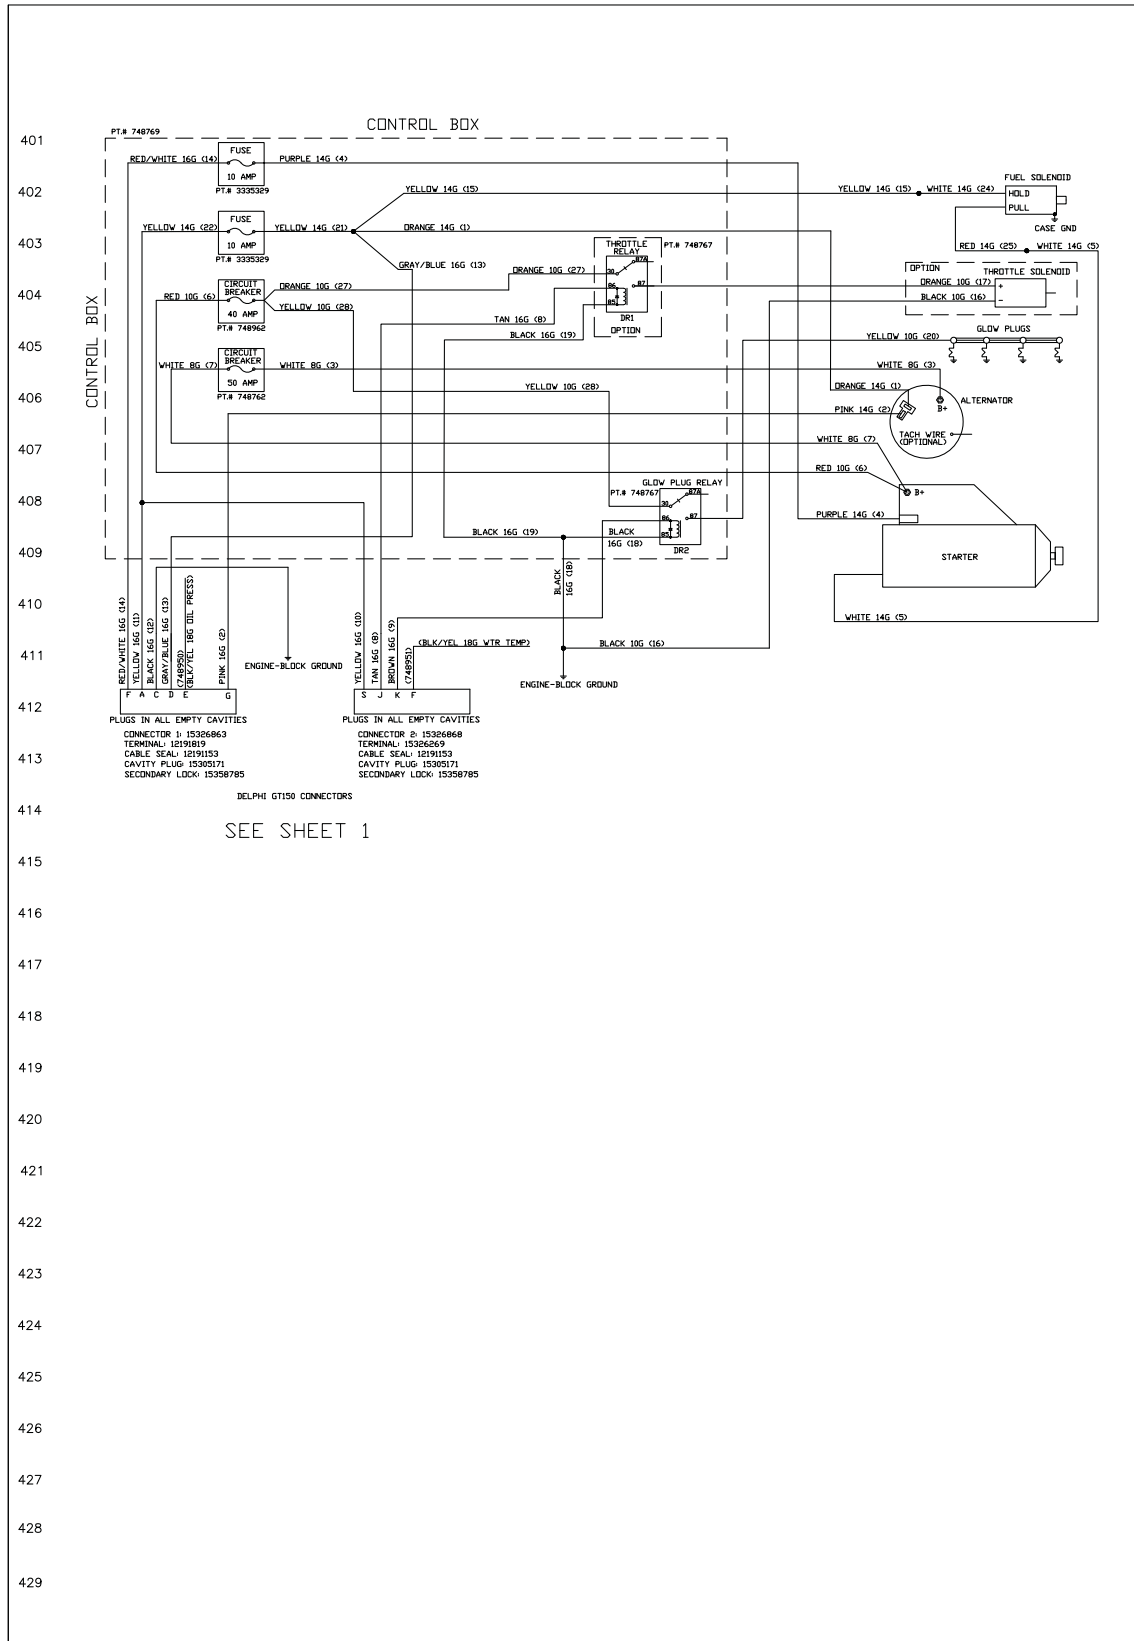 401
PT.# 748769
CONTROL BOX
FUSE
RED/WHITE 16G (14)
PURPLE 14G (4)
10 AMP
PT.# 3335329
402
YELLOW 14G (15)
YELLOW 14G (15)
WHITE 14G (24)
FUEL SOLENOID
HOLD
PULL
CASE GND
403
FUSE
YELLOW 14G (22)
YELLOW 14G (21)
ORANGE 14G (1)
10 AMP
PT.# 3335329
THROTTLE
RELAY
PT.# 748767
87A
30
86
87
85
DR1
OPTION
RED 14G (25)
WHITE 14G (5)
GRAY/BLUE 16G (13)
ORANGE 10G (27)
OPTION
THROTTLE SOLENOID
404
CONTROL BOX
CIRCUIT
BREAKER
RED 10G (6)
ORANGE 10G (27)
YELLOW 10G (28)
40 AMP
PT.# 748962
ORANGE 10G (17)
+
BLACK 10G (16)
-
TAN 16G (8)
BLACK 16G (19)
405
YELLOW 10G (20)
GLOW PLUGS
CIRCUIT
BREAKER
WHITE 8G (7)
WHITE 8G (3)
50 AMP
PT.# 748762
WHITE 8G (3)
406
YELLOW 10G (28)
ORANGE 14G (1)
PINK 14G (2)
B+
ALTERNATOR
TACH WIRE
(OPTIONAL)
407
WHITE 8G (7)
RED 10G (6)
408
GLOW PLUG RELAY
PT.# 748767
87A
30
86
87
85
DR2
B+
PURPLE 14G (4)
BLACK 16G (19)
BLACK
16G (18)
409
STARTER
BLACK
16G (18)
410
WHITE 14G (5)
RED/WHITE 16G (14)
YELLOW 16G (11)
BLACK 16G (12)
GRAY/BLUE 16G (13)
(748950)
(BLK/YEL 18G OIL PRESS)
PINK 16G (2)
ENGINE-BLOCK GROUND
YELLOW 16G (10)
TAN 16G (8)
BROWN 16G (9)
(748951)
(BLK/YEL 18G WTR TEMP)
BLACK 10G (16)
411
ENGINE-BLOCK GROUND
F A C D E G
S J K F
412
PLUGS IN ALL EMPTY CAVITIES
PLUGS IN ALL EMPTY CAVITIES
CONNECTOR 1: 15326863
TERMINAL: 12191819
CABLE SEAL: 12191153
CAVITY PLUG: 15305171
SECONDARY LOCK: 15358785
CONNECTOR 2: 15326868
TERMINAL: 15326269
CABLE SEAL: 12191153
CAVITY PLUG: 15305171
SECONDARY LOCK: 15358785
413
DELPHI GT150 CONNECTORS
414
SEE SHEET 1
415
416
417
418
419
420
421
422
423
424
425
426
427
428
429